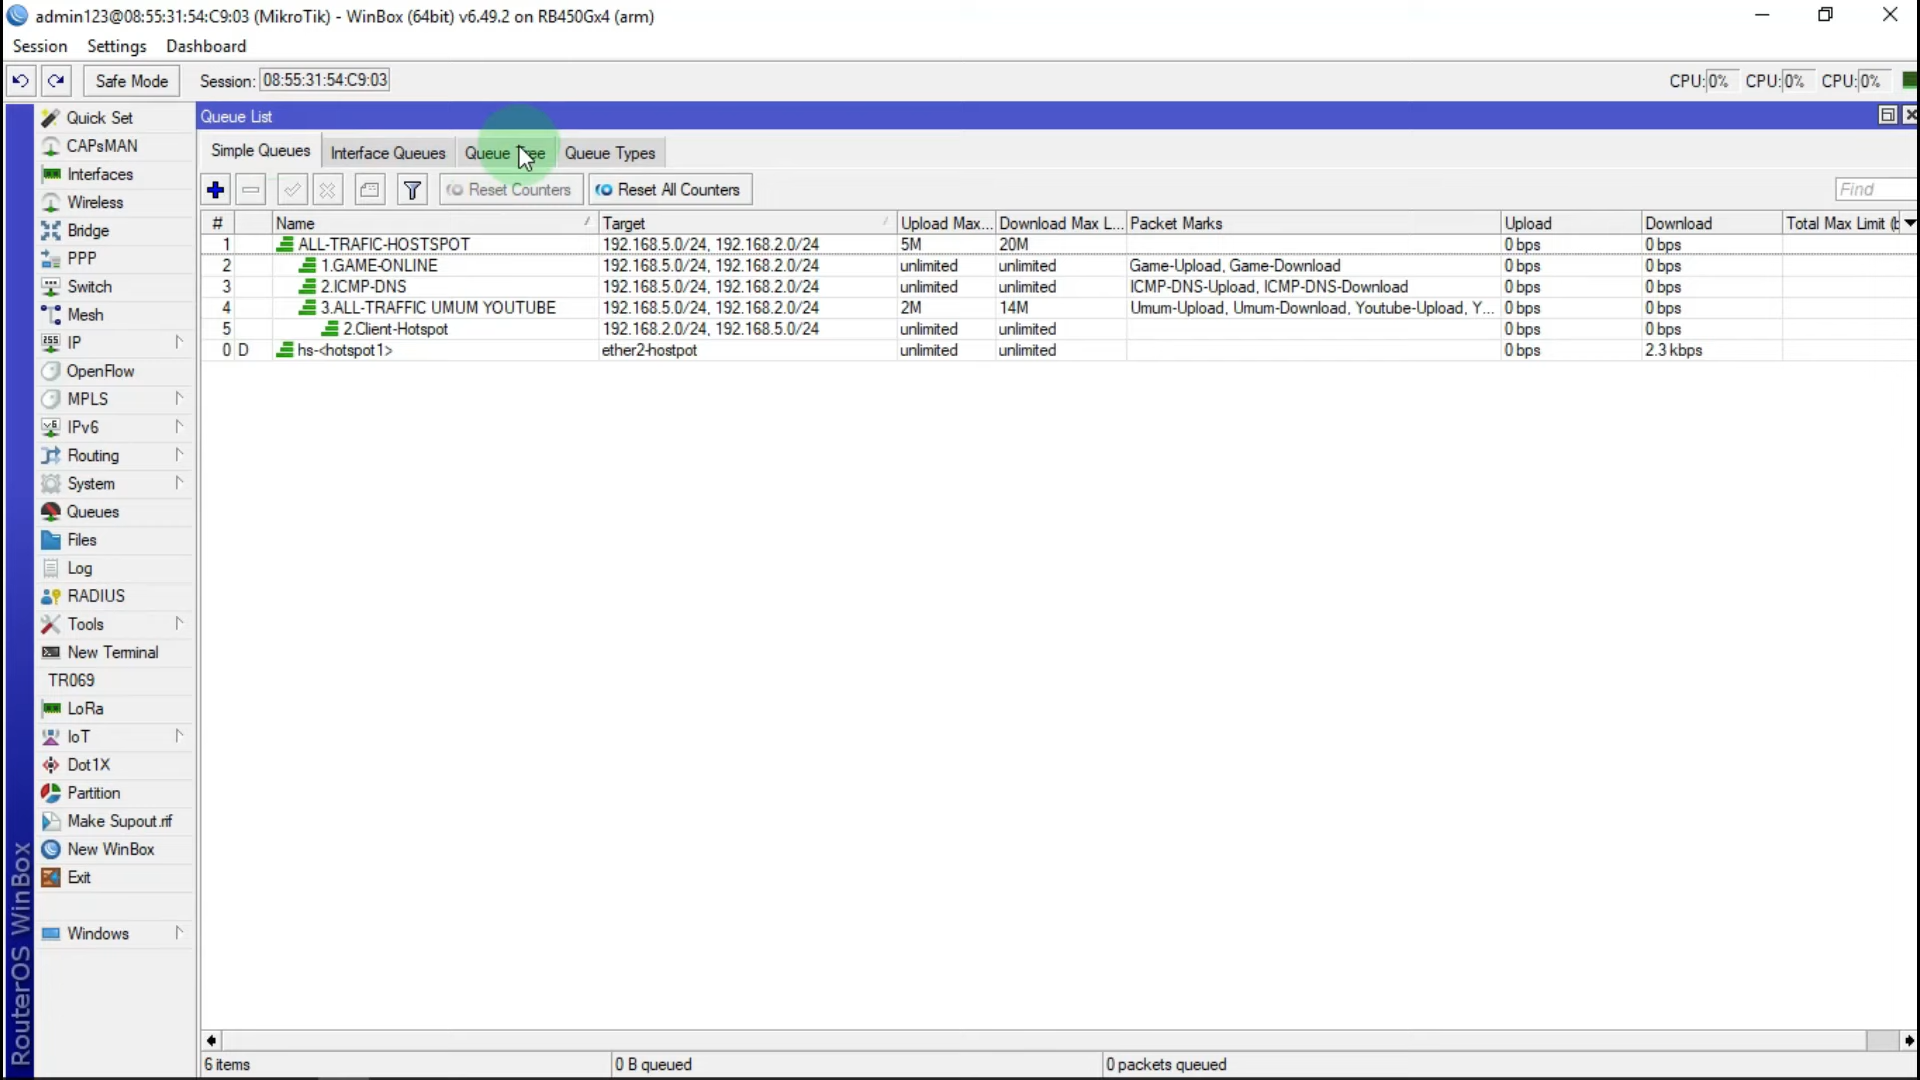 admin123@08:55:31:54:C9:03 (MikroTik) - WinBox (64bit) v6.49.2 on RB450Gx4 (arm)
Session Settings Dashboard
Safe Mode Session: 08:55:31:54:C9:03 CPU:0% CPU:0% CPU:0%
Quick Set
CAPsMAN
Interfaces
Wireless
Bridge
PPP
Switch
Mesh
IP
OpenFlow
MPLS
IPv6
Routing
System
Queues
Files
Log
RADIUS
Tools
New Terminal
TR069
LoRa
IoT
Dot1X
Partition
Make Supout.rif
New WinBox
Exit
Windows
RouterOS WinBox
Queue List
Simple Queues Interface Queues Queue Tree Queue Types
Reset Counters Reset All Counters Find
# Name Target Upload Max... Download Max L... Packet Marks Upload Download Total Max Limit (b
1 ALL-TRAFIC-HOSTSPOT 192.168.5.0/24, 192.168.2.0/24 5M 20M 0 bps 0 bps
2 1.GAME-ONLINE 192.168.5.0/24, 192.168.2.0/24 unlimited unlimited Game-Upload, Game-Download 0 bps 0 bps
3 2.ICMP-DNS 192.168.5.0/24, 192.168.2.0/24 unlimited unlimited ICMP-DNS-Upload, ICMP-DNS-Download 0 bps 0 bps
4 3.ALL-TRAFFIC UMUM YOUTUBE 192.168.5.0/24, 192.168.2.0/24 2M 14M Umum-Upload, Umum-Download, Youtube-Upload, Y... 0 bps 0 bps
5 2.Client-Hotspot 192.168.2.0/24, 192.168.5.0/24 unlimited unlimited 0 bps 0 bps
0 D hs-<hotspot1> ether2-hostpot unlimited unlimited 0 bps 2.3 kbps
6 items 0 B queued 0 packets queued